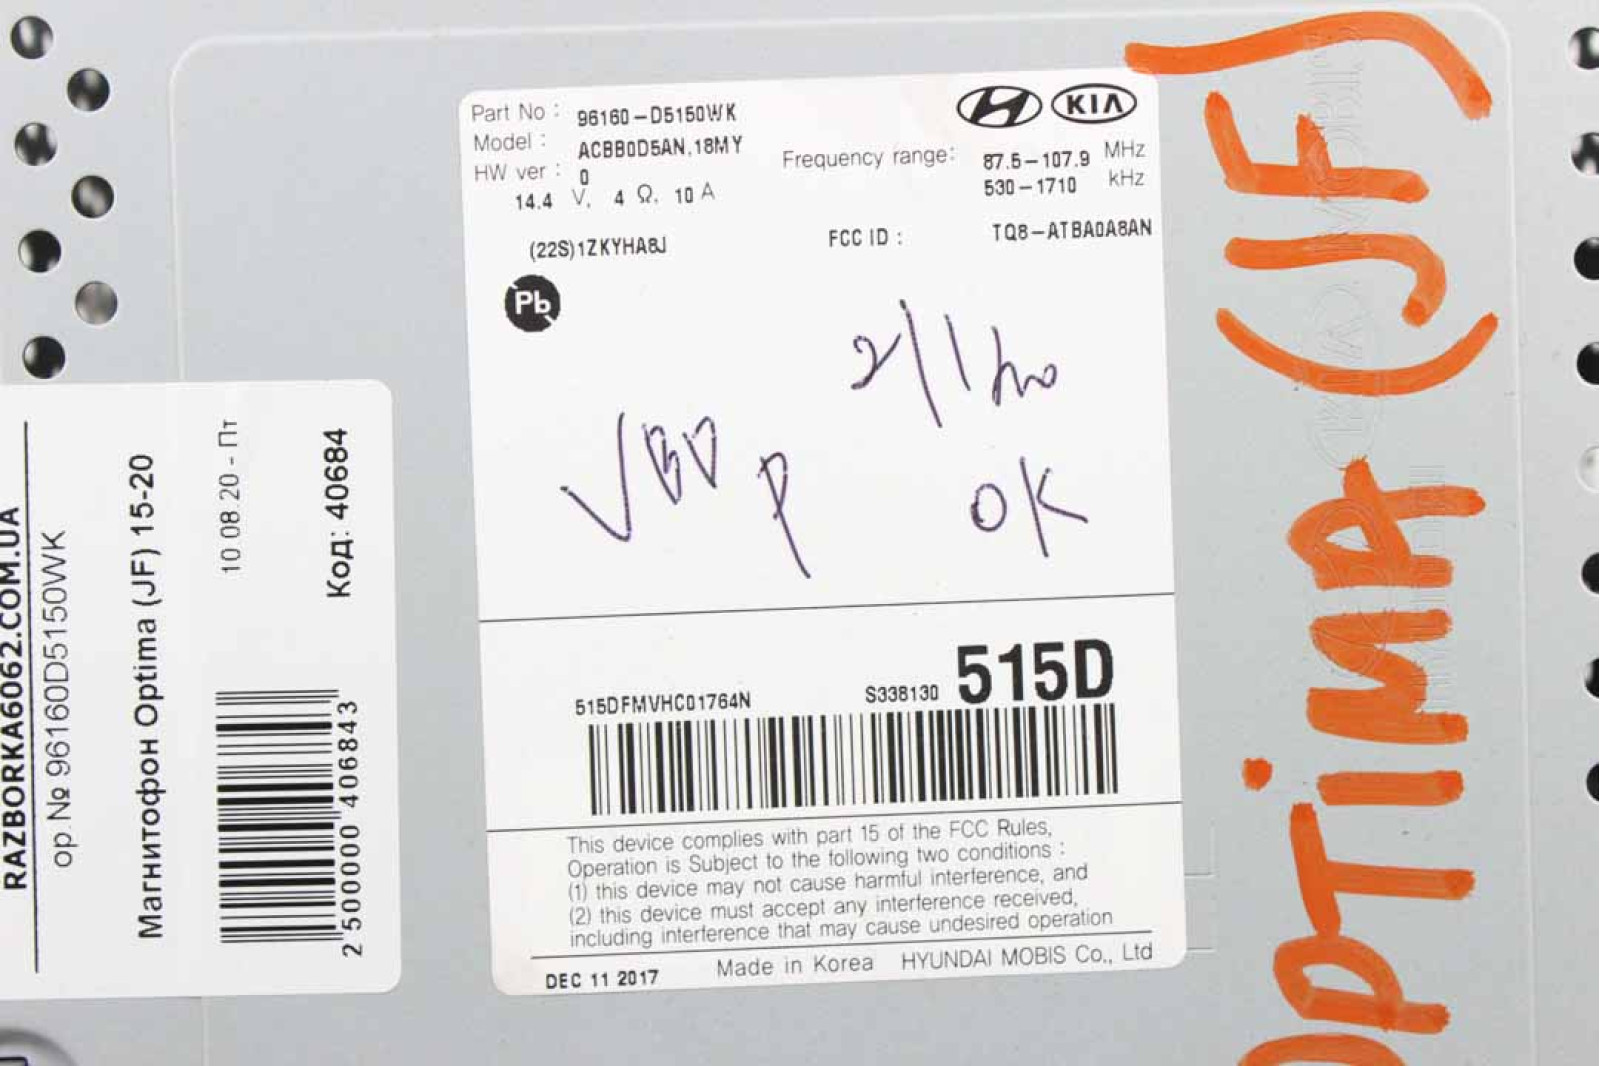 Part No : 96160-D5150WK
Model : ACBB0D5AN,18MY
HW ver : 0
14.4 V, 4 Ω, 10 A
HYUNDAI
KIA
Frequency range: 87.5-107.9 MHz
530-1710 kHz
(22S)1ZKYHA8J
FCC ID : TQ8-ATBA0A8AN
Pb
OK
515DFMVHC01764N
S338130
515D
This device complies with part 15 of the FCC Rules,
Operation is Subject to the following two conditions :
(1) this device may not cause harmful interference, and
(2) this device must accept any interference received,
including interference that may cause undesired operation
DEC 11 2017
Made in Korea HYUNDAI MOBIS Co., Ltd
RAZBORKA6062.COM.UA
ор.№ 96160D5150WK
Магнитофон Optima (JF) 15-20
10 08 20 - Пт
Код: 40684
2 500000 406843
OPTiMA (JF)